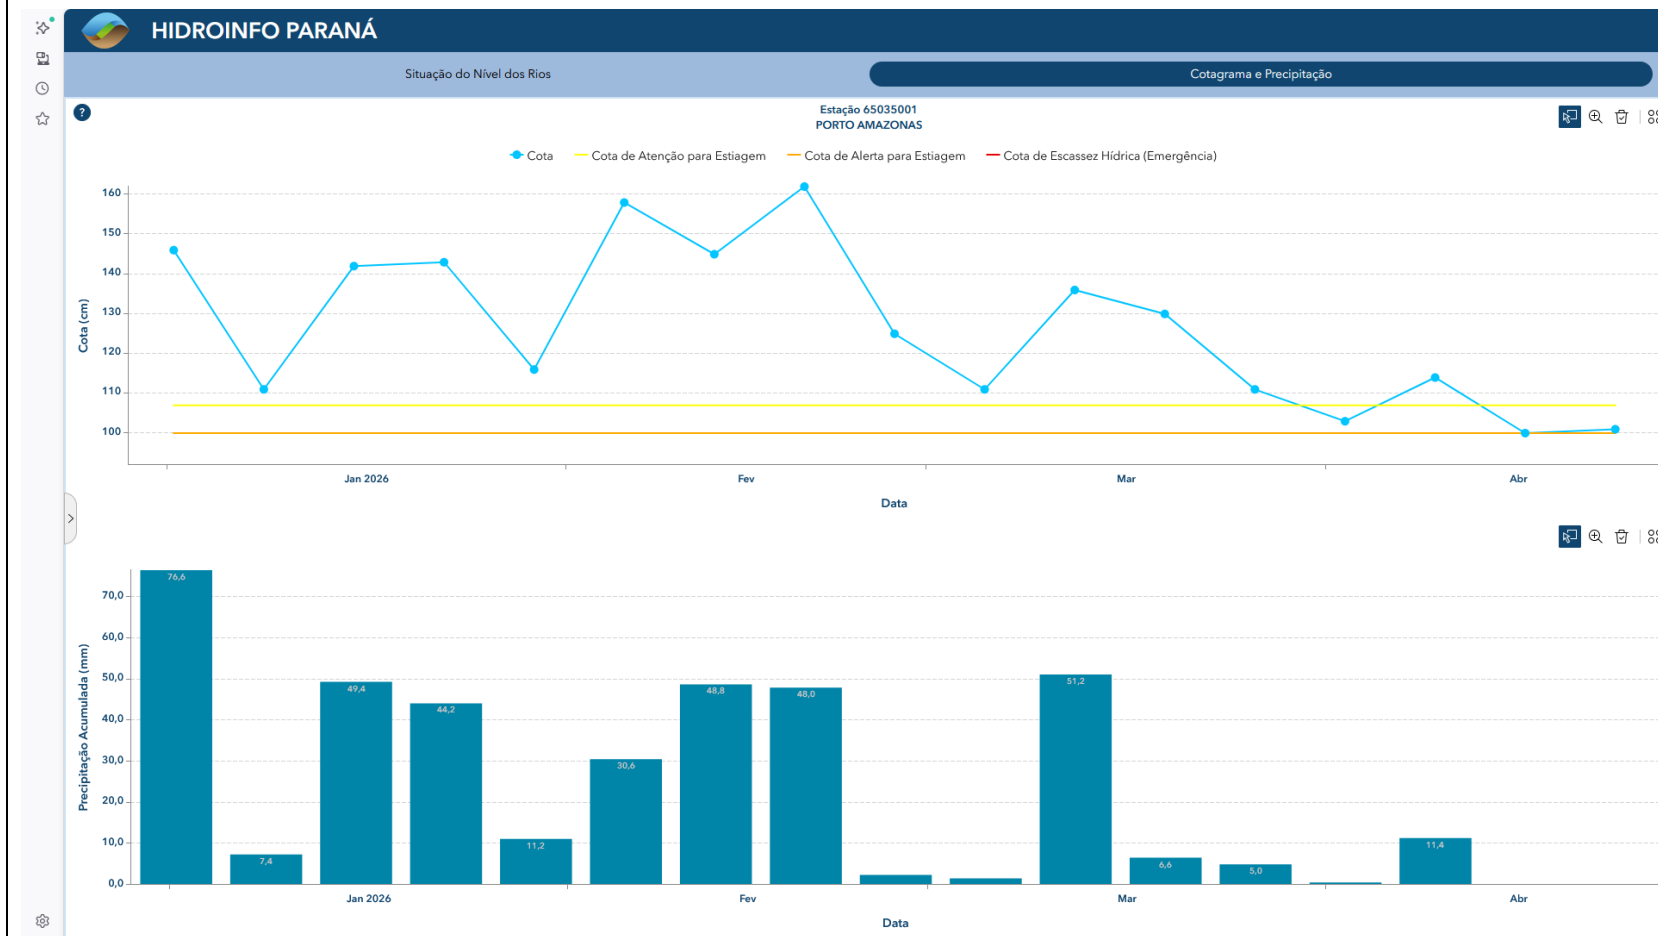 HIDROINFO PARANÁ
Situação do Nível dos Rios
Cotagrama e Precipitação
?
Estação 65035001
PORTO AMAZONAS
Cota
Cota de Atenção para Estiagem
Cota de Alerta para Estiagem
Cota de Escassez Hídrica (Emergência)
Cota (cm)
160
150
140
130
120
110
100
Jan 2026
Fev
Mar
Abr
Data
Precipitação Acumulada (mm)
70,0
60,0
50,0
40,0
30,0
20,0
10,0
0,0
76,6
7,4
49,4
44,2
11,2
30,6
48,8
48,0
51,2
6,6
5,0
11,4
Jan 2026
Fev
Mar
Abr
Data